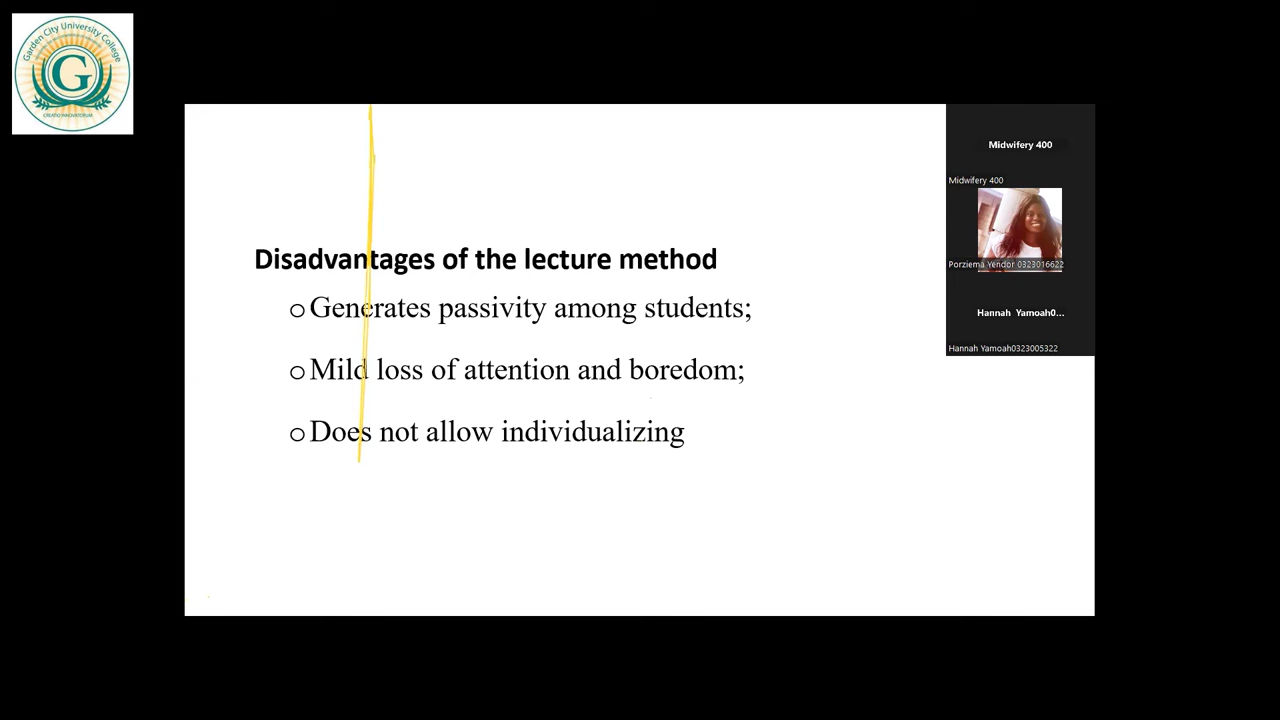 Garden City University College
G
CREATIO INNOVATORUM
Disadvantages of the lecture method
o Generates passivity among students;
o Mild loss of attention and boredom;
o Does not allow individualizing
Midwifery 400
Midwifery 400
Porziema Yendor 0323016622
Hannah Yamoah0...
Hannah Yamoah0323005322